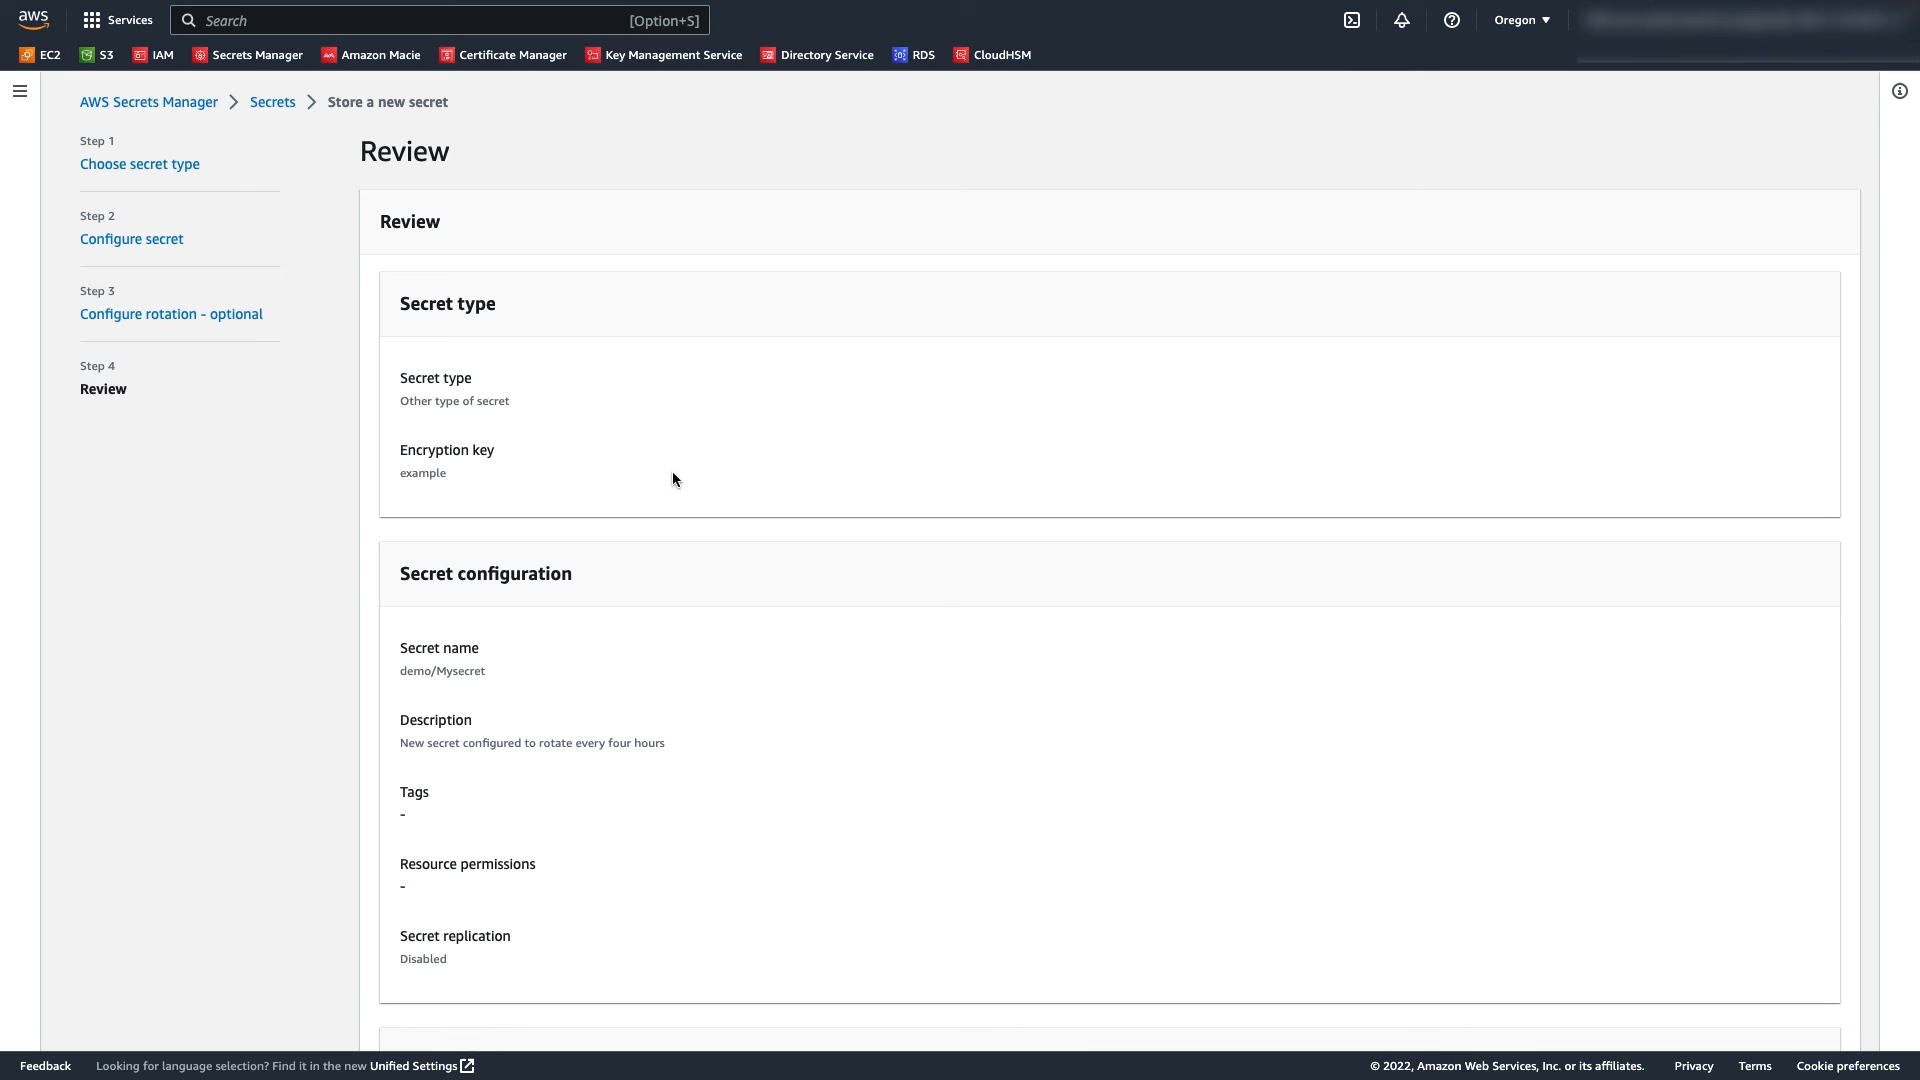 aws
Services
Search
[Option+S]
Oregon ▼
EC2
S3
IAM
Secrets Manager
Amazon Macie
Certificate Manager
Key Management Service
Directory Service
RDS
CloudHSM
AWS Secrets Manager
Secrets
Store a new secret
Step 1
Choose secret type
Step 2
Configure secret
Step 3
Configure rotation - optional
Step 4
Review
Review
Review
Secret type
Secret type
Other type of secret
Encryption key
example
Secret configuration
Secret name
demo/Mysecret
Description
New secret configured to rotate every four hours
Tags
-
Resource permissions
-
Secret replication
Disabled
Feedback
Looking for language selection? Find it in the new Unified Settings
© 2022, Amazon Web Services, Inc. or its affiliates.
Privacy
Terms
Cookie preferences